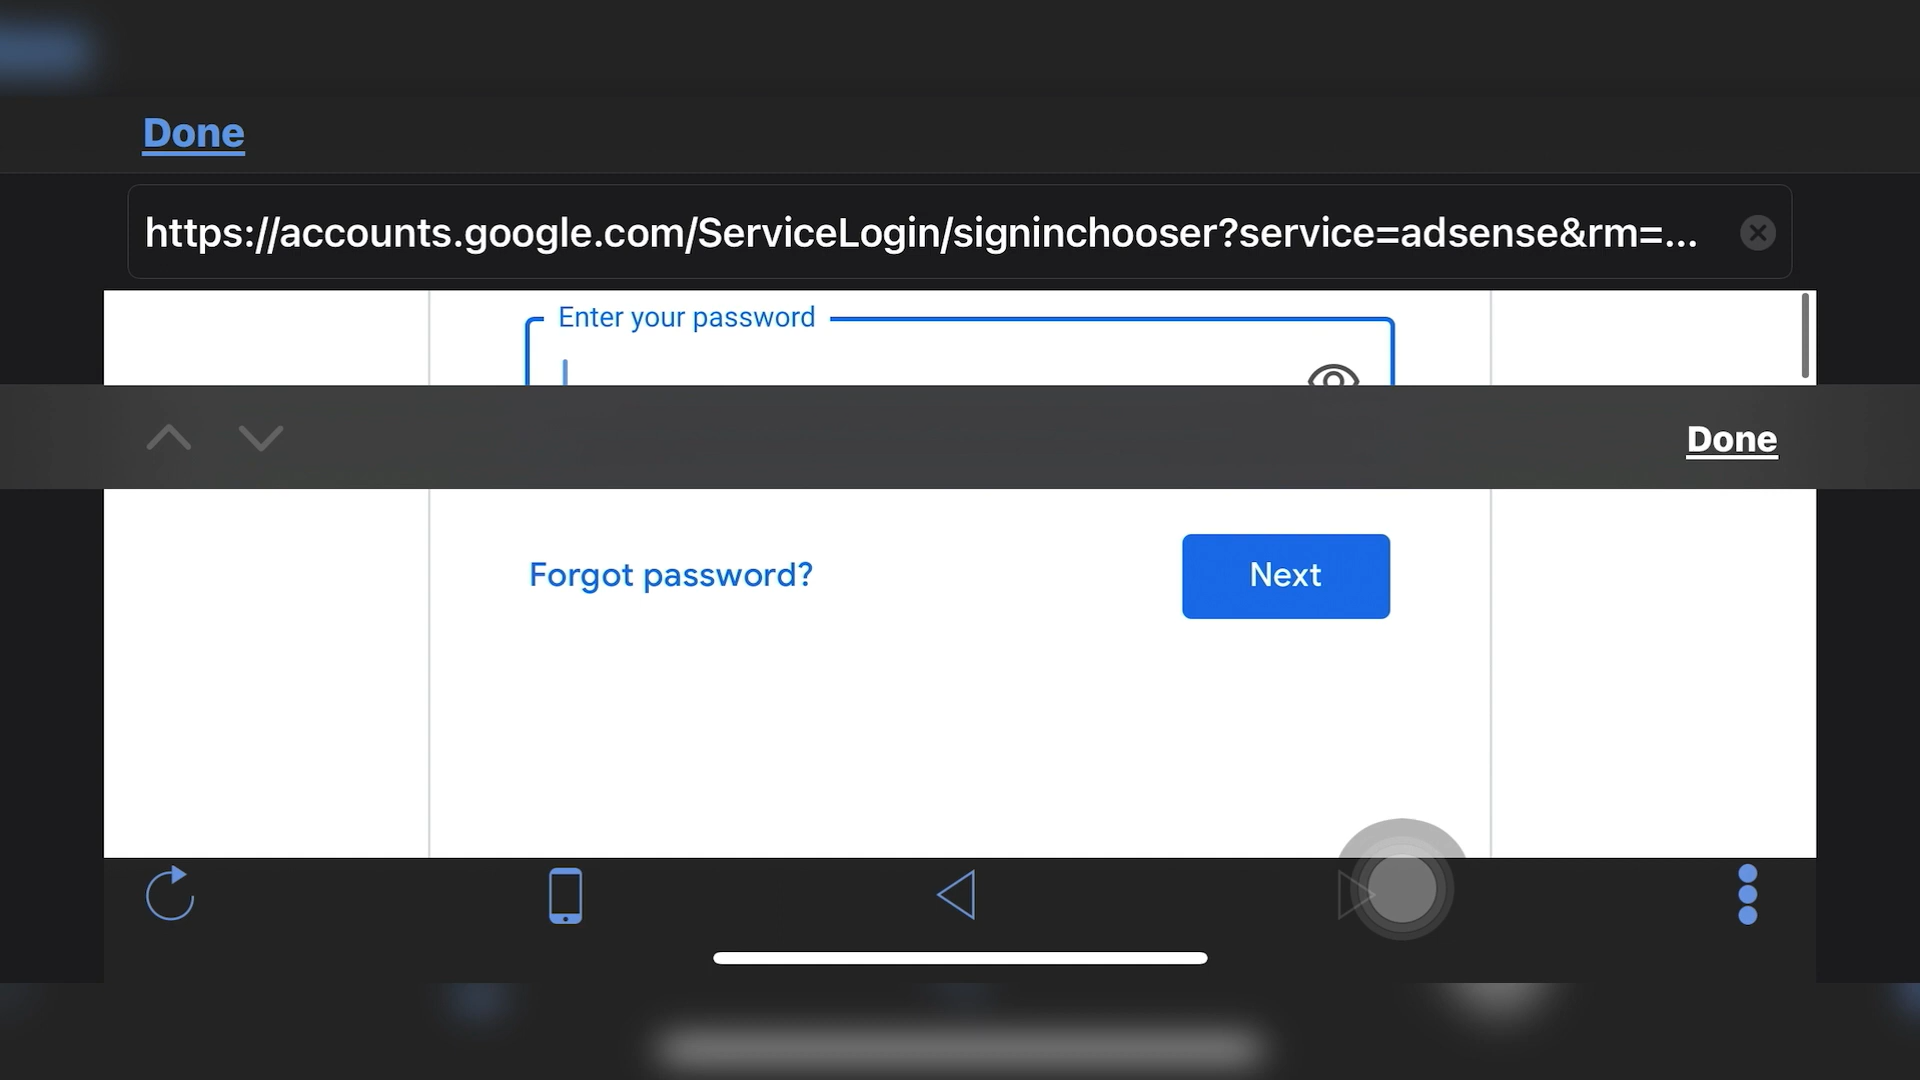 Done
https://accounts.google.com/ServiceLogin/signinchooser?service=adsense&rm=...
Enter your password
Done
Forgot password?
Next